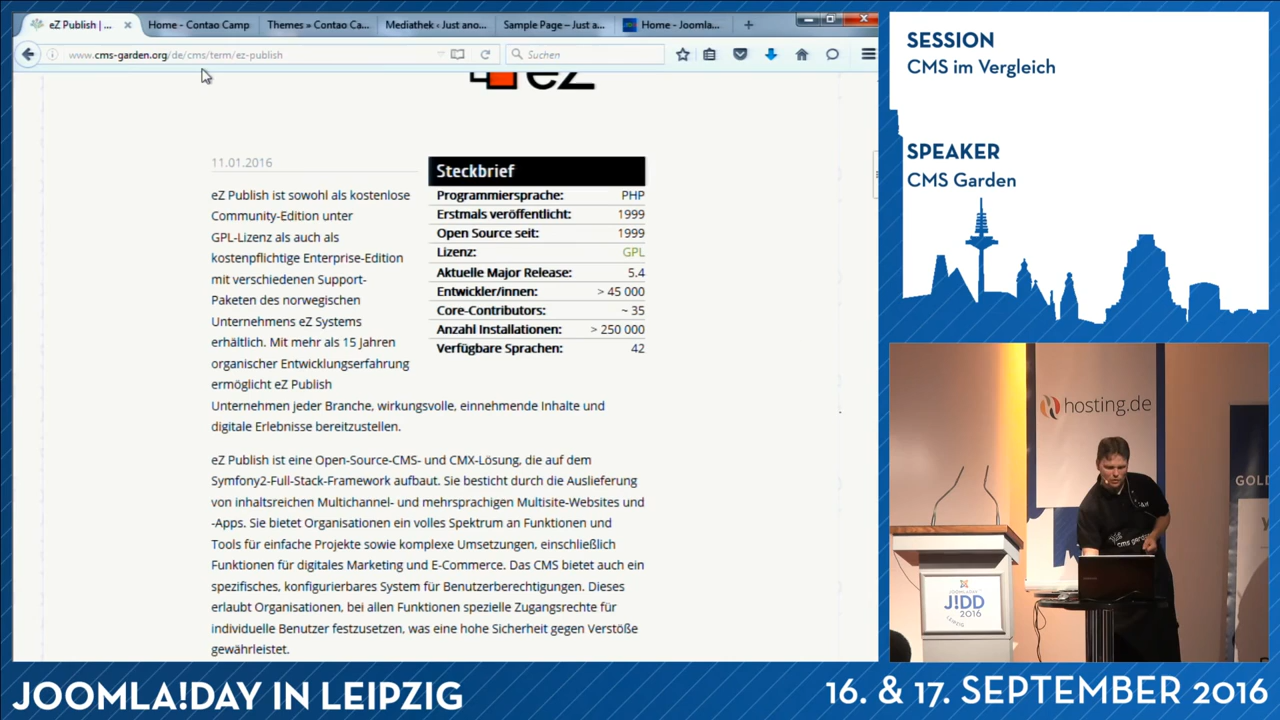 eZ Publish | ...
Home - Contao Camp
Themes » Contao Ca...
Mediathek ‹ Just ano...
Sample Page – Just a...
Home - Joomla...
www.cms-garden.org/de/cms/term/ez-publish
Suchen
eZ
11.01.2016
eZ Publish ist sowohl als kostenlose
Community-Edition unter
GPL-Lizenz als auch als
kostenpflichtige Enterprise-Edition
mit verschiedenen Support-
Paketen des norwegischen
Unternehmens eZ Systems
erhältlich. Mit mehr als 15 Jahren
organischer Entwicklungserfahrung
ermöglicht eZ Publish
Unternehmen jeder Branche, wirkungsvolle, einnehmende Inhalte und
digitale Erlebnisse bereitzustellen.
Steckbrief
Programmiersprache: PHP
Erstmals veröffentlicht: 1999
Open Source seit: 1999
Lizenz: GPL
Aktuelle Major Release: 5.4
Entwickler/innen: > 45 000
Core-Contributors: ~ 35
Anzahl Installationen: > 250 000
Verfügbare Sprachen: 42
eZ Publish ist eine Open-Source-CMS- und CMX-Lösung, die auf dem
Symfony2-Full-Stack-Framework aufbaut. Sie besticht durch die Auslieferung
von inhaltsreichen Multichannel- und mehrsprachigen Multisite-Websites und
-Apps. Sie bietet Organisationen ein volles Spektrum an Funktionen und
Tools für einfache Projekte sowie komplexe Umsetzungen, einschließlich
Funktionen für digitales Marketing und E-Commerce. Das CMS bietet auch ein
spezifisches, konfigurierbares System für Benutzerberechtigungen. Dieses
erlaubt Organisationen, bei allen Funktionen spezielle Zugangsrechte für
individuelle Benutzer festzusetzen, was eine hohe Sicherheit gegen Verstöße
gewährleistet.
SESSION
CMS im Vergleich
SPEAKER
CMS Garden
hosting.de
GOLD
cms garden
JOOMLA!DAY
J!DD
2016
LEIPZIG
JOOMLA!DAY IN LEIPZIG
16. & 17. SEPTEMBER 2016